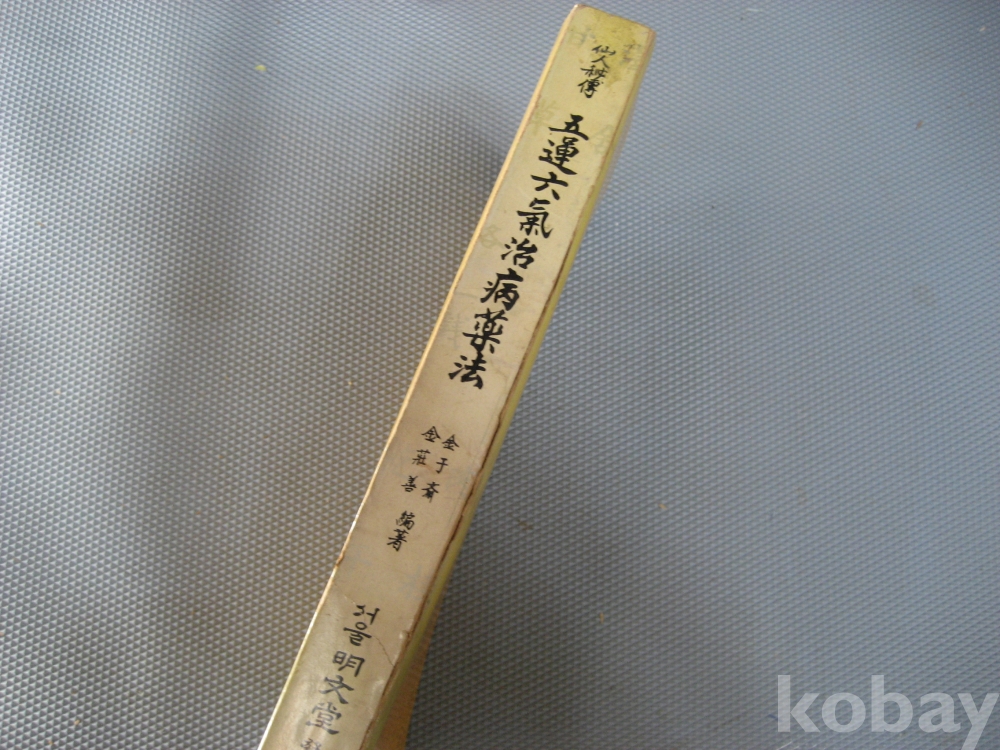 仙人秘傳
五運六氣治病藥法
金于齋
金莊善
編著
서울 明文堂
kobay